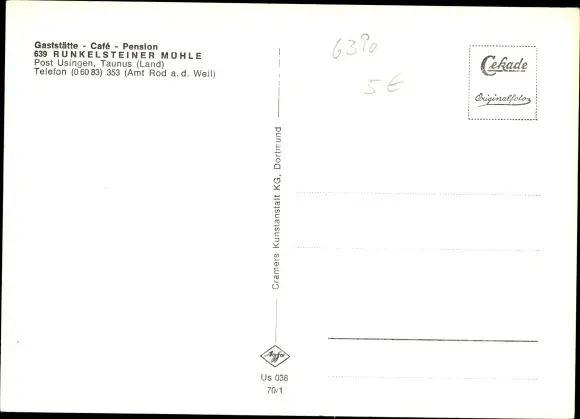 Gaststätte - Café - Pension
639 RUNKELSTEINER MÜHLE
Post Usingen, Taunus (Land)
Telefon (0 60 83) 353 (Amt Rod a. d. Weil)
6390
5 €
Cekade
Originalfoto
Cramers Kunstanstalt KG, Dortmund
Agfa
Us 038
70/1